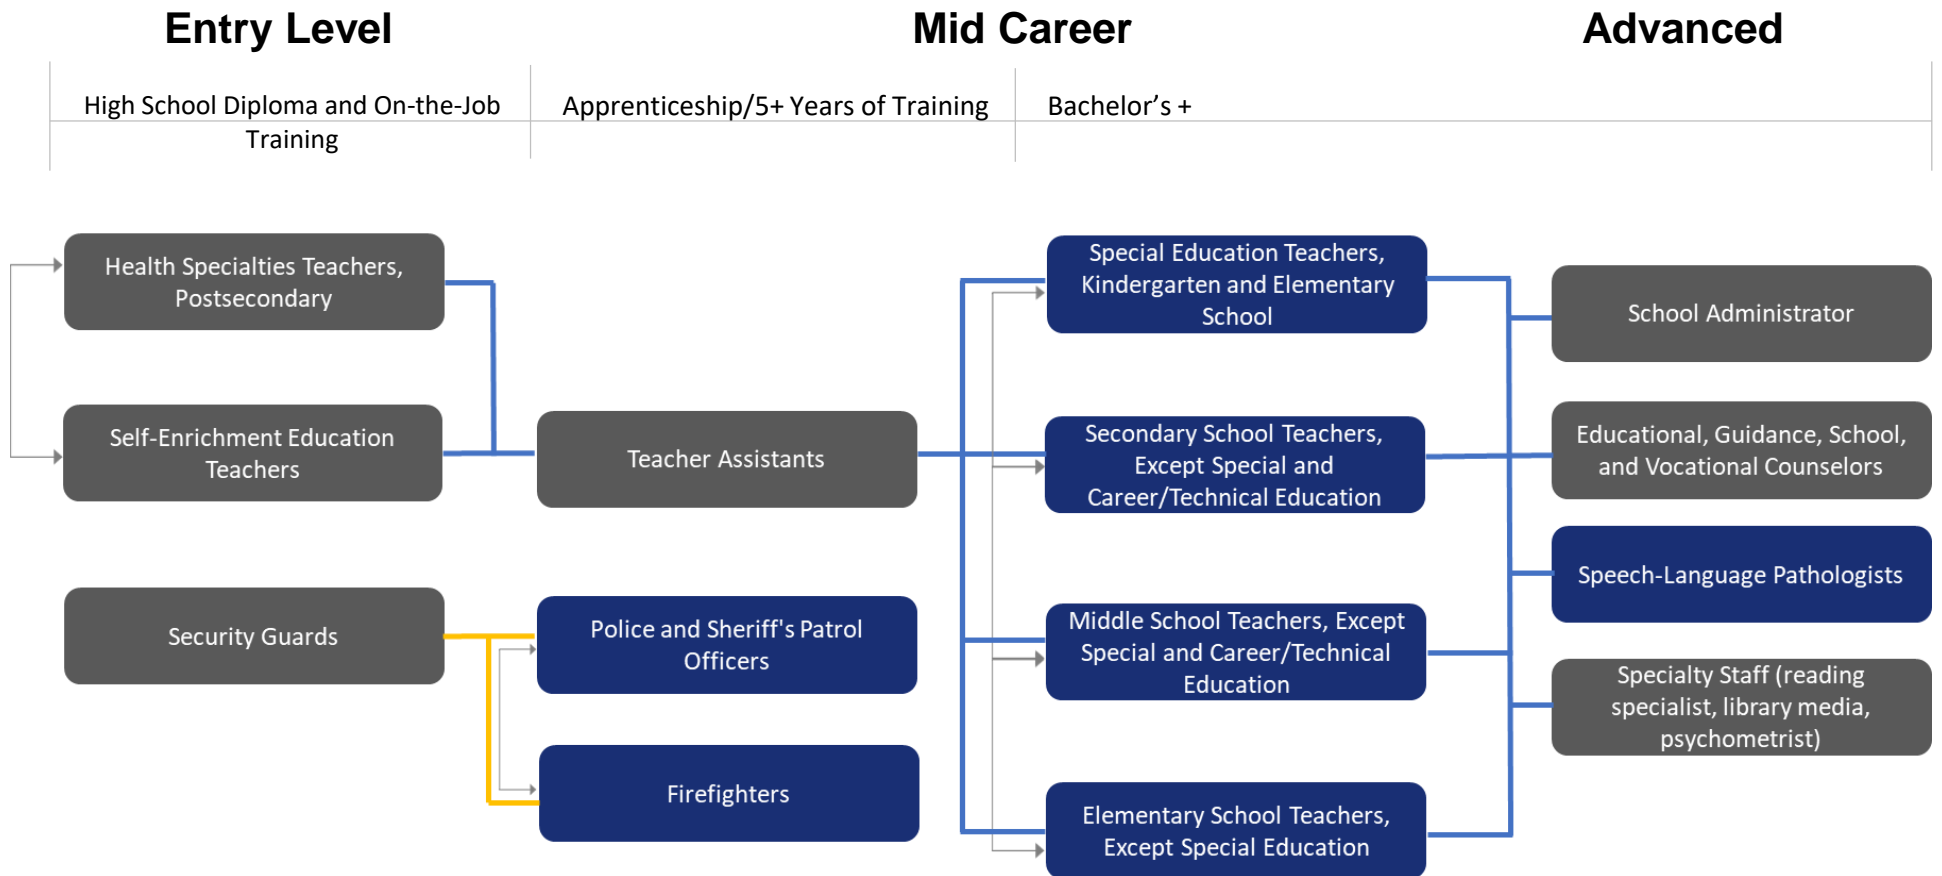 Entry Level
Mid Career
Advanced
High School Diploma and On-the-Job
Training
Apprenticeship/5+ Years of Training
Bachelor’s +
Health Specialties Teachers,
Postsecondary
Self-Enrichment Education
Teachers
Security Guards
Teacher Assistants
Police and Sheriff's Patrol
Officers
Firefighters
Special Education Teachers,
Kindergarten and Elementary
School
Secondary School Teachers,
Except Special and
Career/Technical Education
Middle School Teachers, Except
Special and Career/Technical
Education
Elementary School Teachers,
Except Special Education
School Administrator
Educational, Guidance, School,
and Vocational Counselors
Speech-Language Pathologists
Specialty Staff (reading
specialist, library media,
psychometrist)